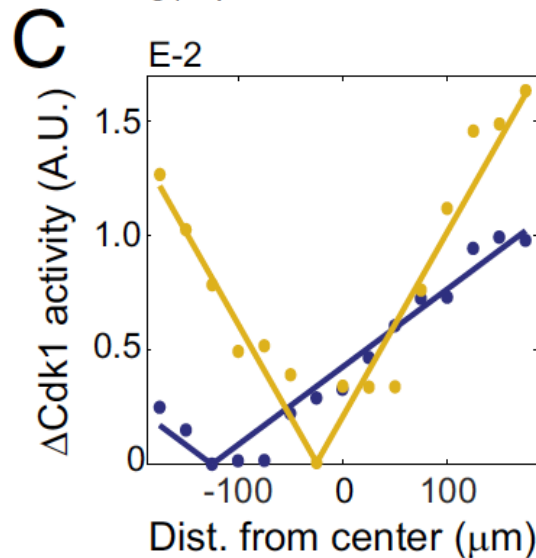 C
E-2
ΔCdk1 activity (A.U.)
1.5
1.0
0.5
0
-100 0 100
Dist. from center (μm)